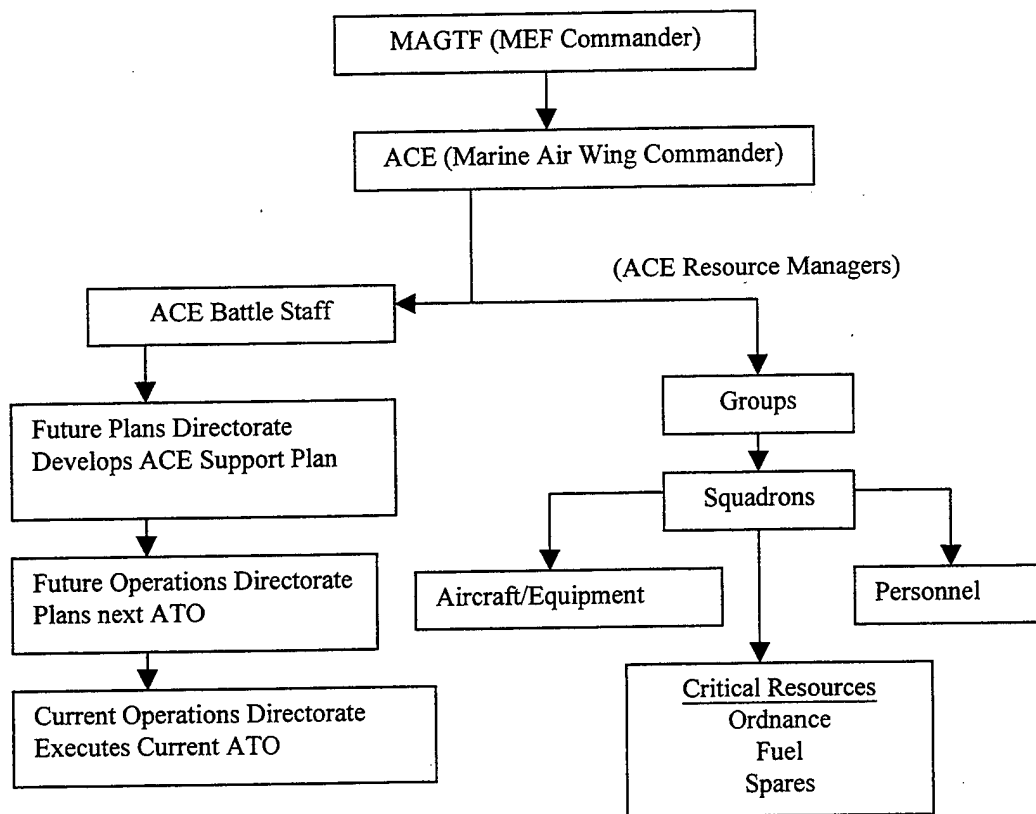 MAGTF (MEF Commander)
ACE (Marine Air Wing Commander)
(ACE Resource Managers)
ACE Battle Staff
Groups
Future Plans Directorate
Develops ACE Support Plan
Squadrons
Future Operations Directorate
Plans next ATO
Aircraft/Equipment
Personnel
Current Operations Directorate
Executes Current ATO
Critical Resources
Ordnance
Fuel
Spares